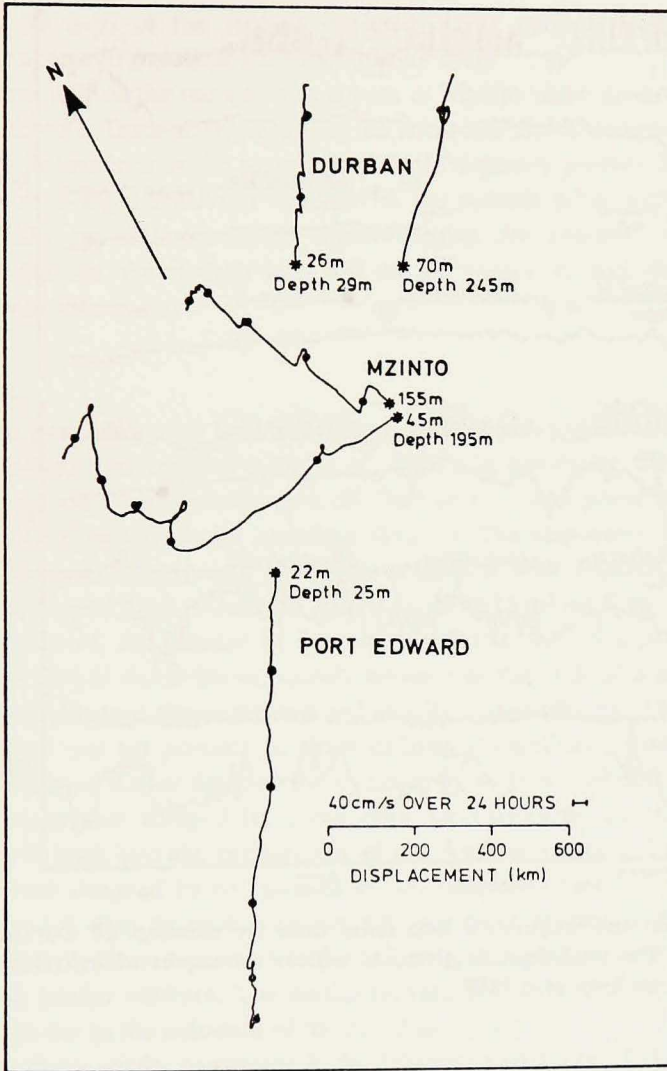 N
DURBAN
26m
Depth 29m
70m
Depth 245m
MZINTO
155m
45m
Depth 195m
22m
Depth 25m
PORT EDWARD
40cm/s OVER 24 HOURS
0 200 400 600
DISPLACEMENT (km)